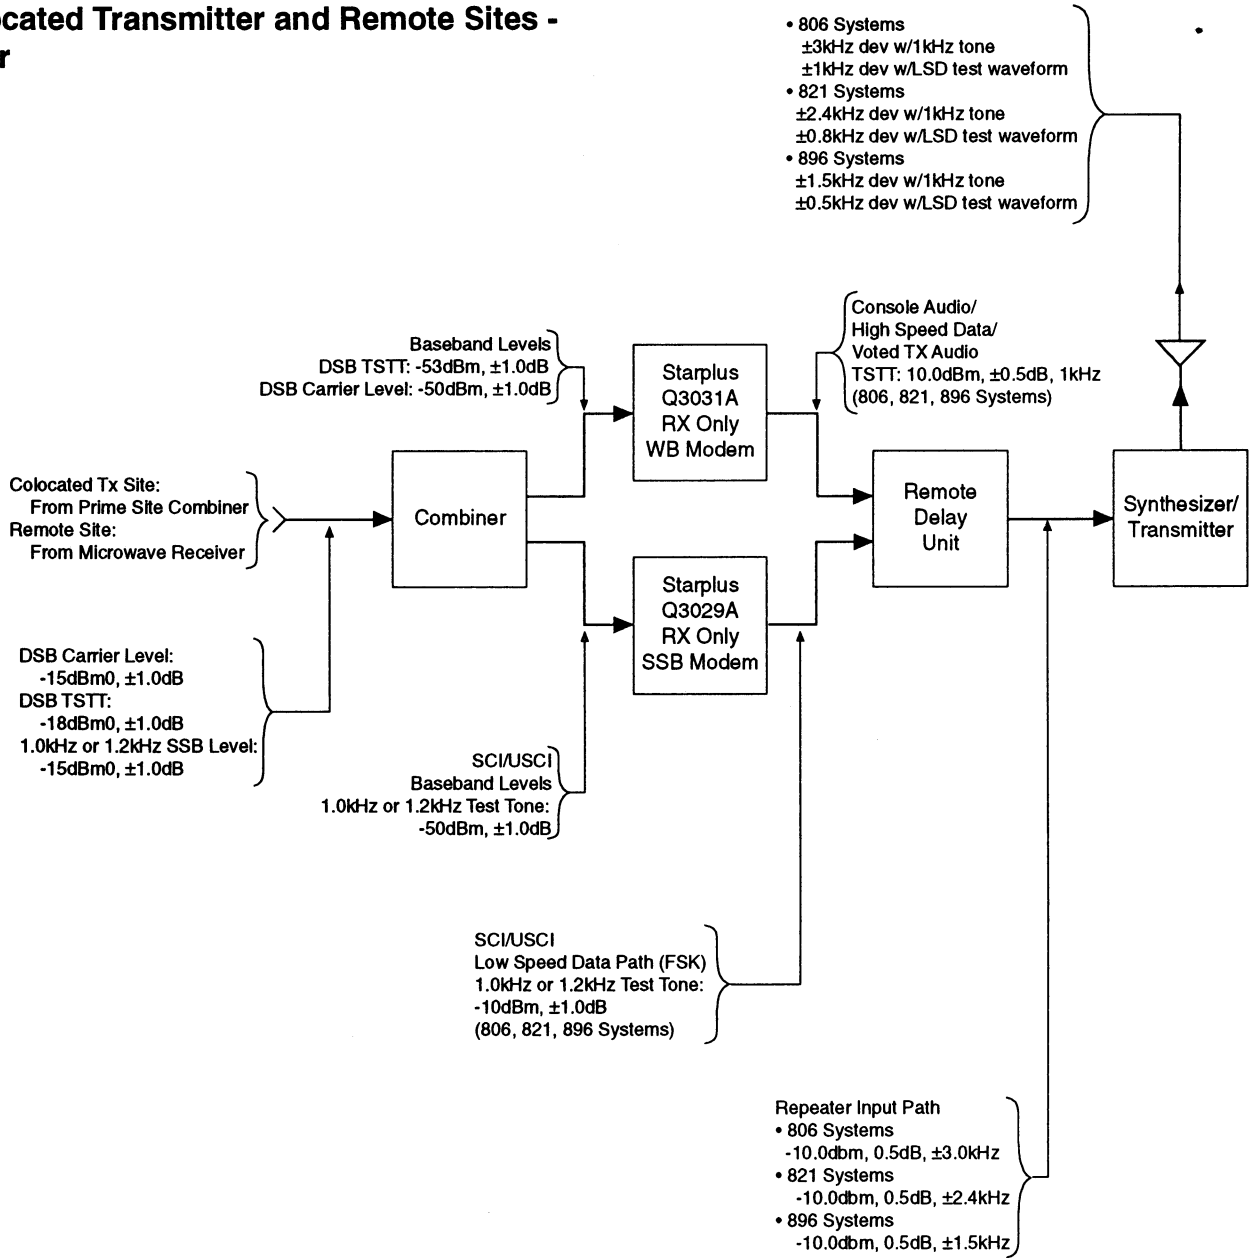 cated Transmitter and Remote Sites -
r
• 806 Systems
±3kHz dev w/1kHz tone
±1kHz dev w/LSD test waveform
• 821 Systems
±2.4kHz dev w/1kHz tone
±0.8kHz dev w/LSD test waveform
• 896 Systems
±1.5kHz dev w/1kHz tone
±0.5kHz dev w/LSD test waveform
Baseband Levels
DSB TSTT: -53dBm, ±1.0dB
DSB Carrier Level: -50dBm, ±1.0dB
Starplus
Q3031A
RX Only
WB Modem
Console Audio/
High Speed Data/
Voted TX Audio
TSTT: 10.0dBm, ±0.5dB, 1kHz
(806, 821, 896 Systems)
Colocated Tx Site:
From Prime Site Combiner
Remote Site:
From Microwave Receiver
Combiner
Remote
Delay
Unit
Synthesizer/
Transmitter
Starplus
Q3029A
RX Only
SSB Modem
DSB Carrier Level:
-15dBm0, ±1.0dB
DSB TSTT:
-18dBm0, ±1.0dB
1.0kHz or 1.2kHz SSB Level:
-15dBm0, ±1.0dB
SCI/USCI
Baseband Levels
1.0kHz or 1.2kHz Test Tone:
-50dBm, ±1.0dB
SCI/USCI
Low Speed Data Path (FSK)
1.0kHz or 1.2kHz Test Tone:
-10dBm, ±1.0dB
(806, 821, 896 Systems)
Repeater Input Path
• 806 Systems
-10.0dbm, 0.5dB, ±3.0kHz
• 821 Systems
-10.0dbm, 0.5dB, ±2.4kHz
• 896 Systems
-10.0dbm, 0.5dB, ±1.5kHz